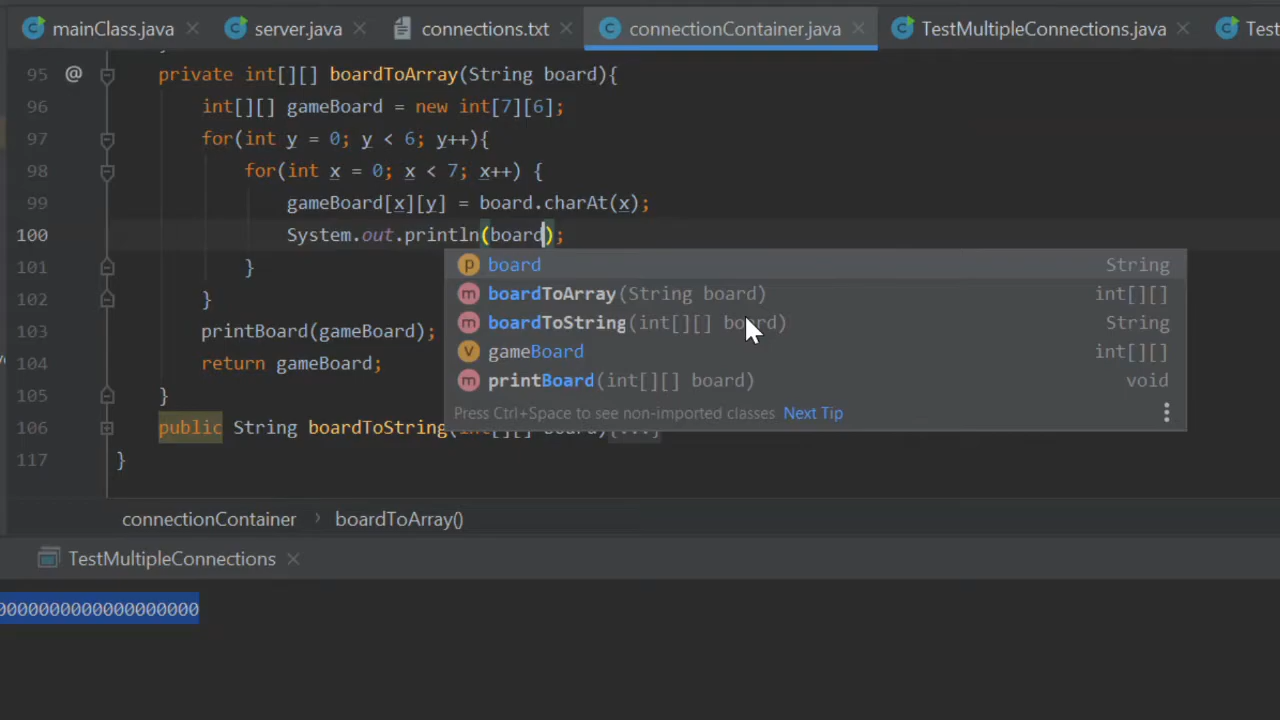 mainClass.java server.java connections.txt connectionContainer.java TestMultipleConnections.java Test
95 @ private int[][] boardToArray(String board){
96 int[][] gameBoard = new int[7][6];
97 for(int y = 0; y < 6; y++){
98 for(int x = 0; x < 7; x++) {
99 gameBoard[x][y] = board.charAt(x);
100 System.out.println(board);
101 }
board String
102 }
boardToArray(String board) int[][]
103 printBoard(gameBoard);
boardToString(int[][] board) String
104 return gameBoard;
gameBoard int[][]
105 }
printBoard(int[][] board) void
Press Ctrl+Space to see non-imported classes Next Tip
106 public String boardToString(int[][] board){...}
117 }
connectionContainer › boardToArray()
TestMultipleConnections
0000000000000000000